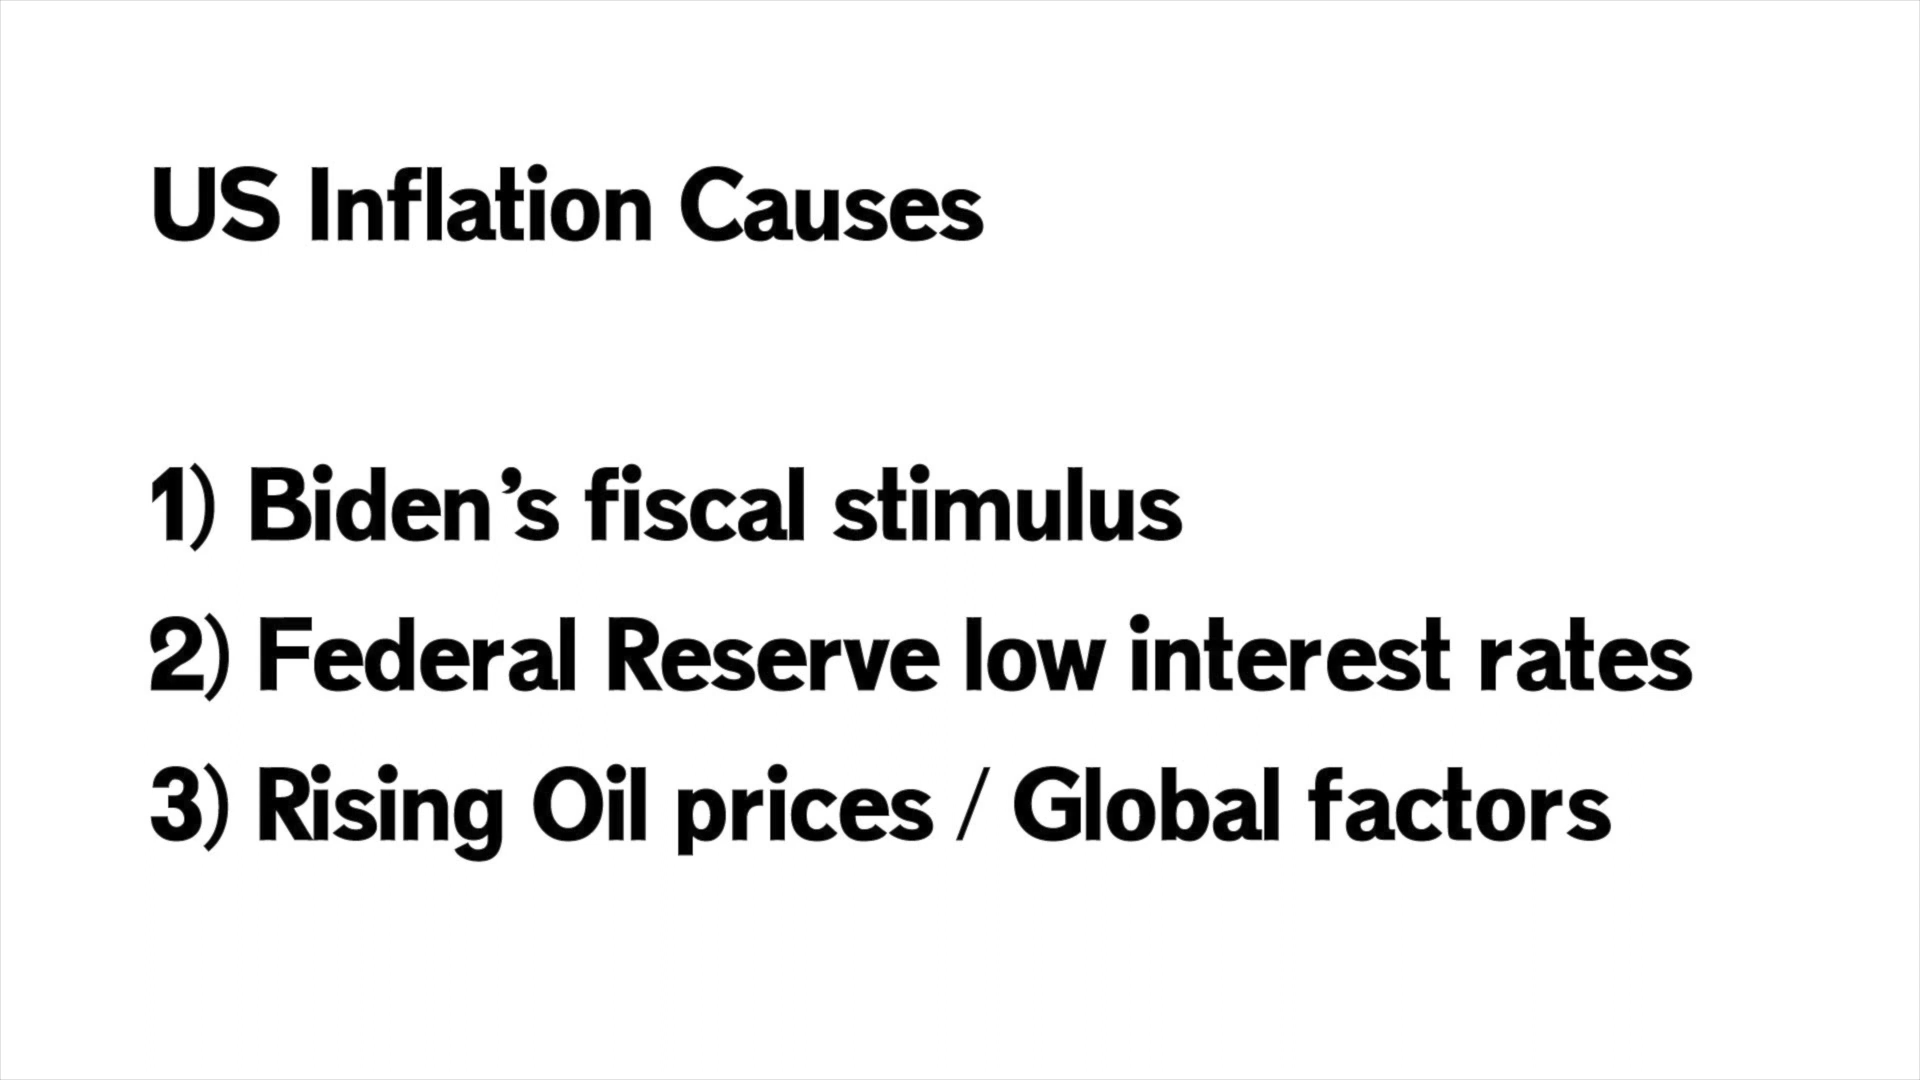 US Inflation Causes
1) Biden’s fiscal stimulus
2) Federal Reserve low interest rates
3) Rising Oil prices / Global factors